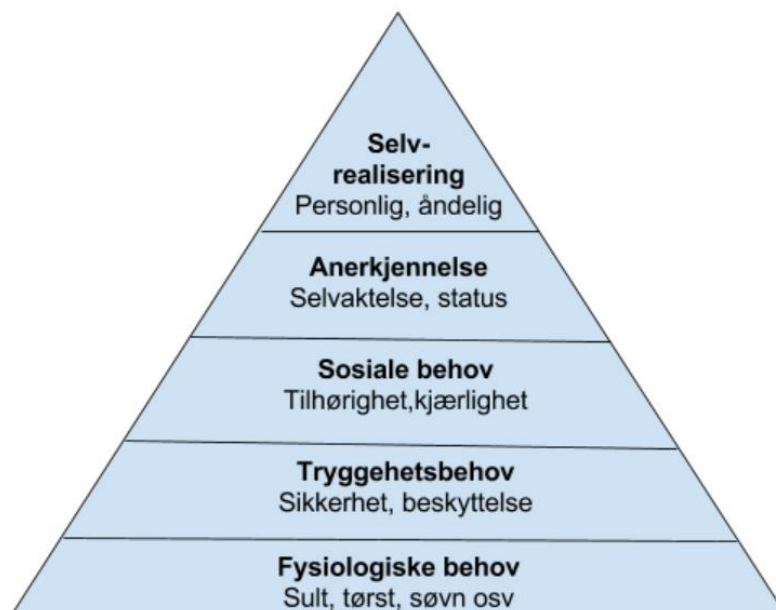 Selv-
realisering
Personlig, åndelig
Anerkjennelse
Selvaktelse, status
Sosiale behov
Tilhørighet,kjærlighet
Tryggehetsbehov
Sikkerhet, beskyttelse
Fysiologiske behov
Sult, tørst, søvn osv